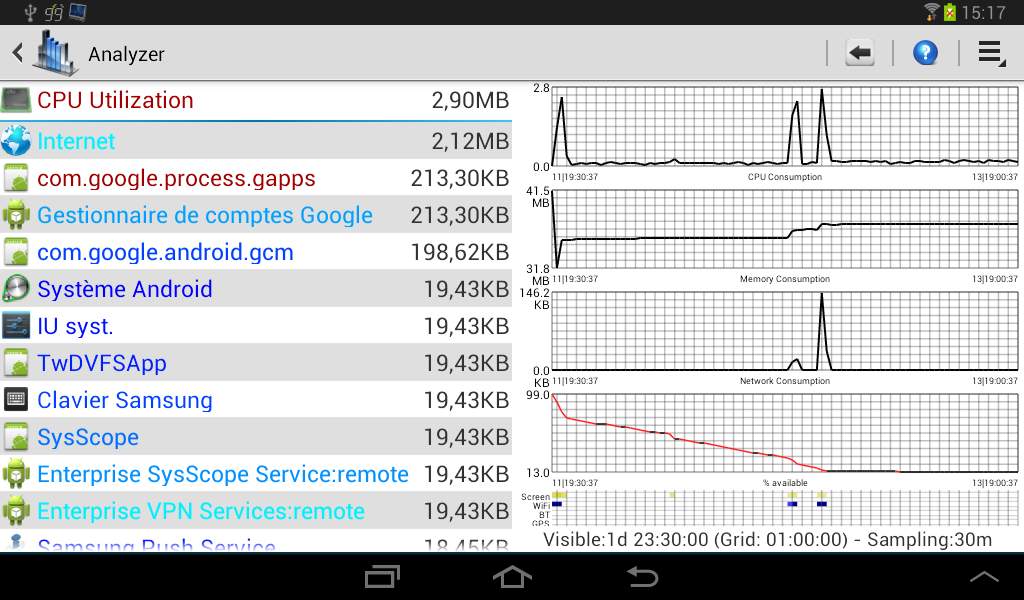 15:17
Analyzer
CPU Utilization 2,90MB
Internet 2,12MB
com.google.process.gapps 213,30KB
Gestionnaire de comptes Google 213,30KB
com.google.android.gcm 198,62KB
Système Android 19,43KB
IU syst. 19,43KB
TwDVFSApp 19,43KB
Clavier Samsung 19,43KB
SysScope 19,43KB
Enterprise SysScope Service:remote 19,43KB
Enterprise VPN Services:remote 19,43KB
Samsung Push Service 18,45KB
2.8
0.0
11|19:30:37 CPU Consumption 13|19:00:37
41.5
MB
31.8
MB
11|19:30:37 Memory Consumption 13|19:00:37
146.2
KB
0.0
KB
11|19:30:37 Network Consumption 13|19:00:37
99.0
13.0
11|19:30:37 % available 13|19:00:37
Screen
WiFi
BT
GPS
Visible:1d 23:30:00 (Grid: 01:00:00) - Sampling:30m